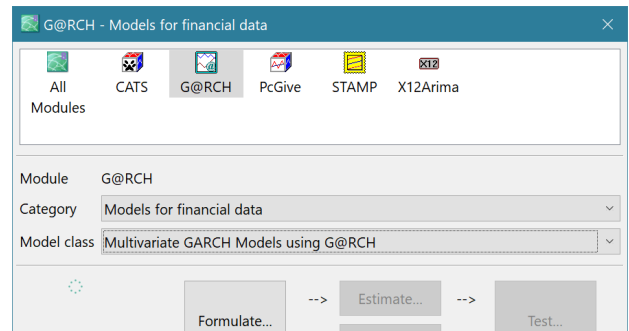 G@RCH - Models for financial data
All Modules
CATS
G@RCH
PcGive
STAMP
X12
X12Arima
Module G@RCH
Category Models for financial data
Model class Multivariate GARCH Models using G@RCH
--> Estimate... -->
Formulate... Test...